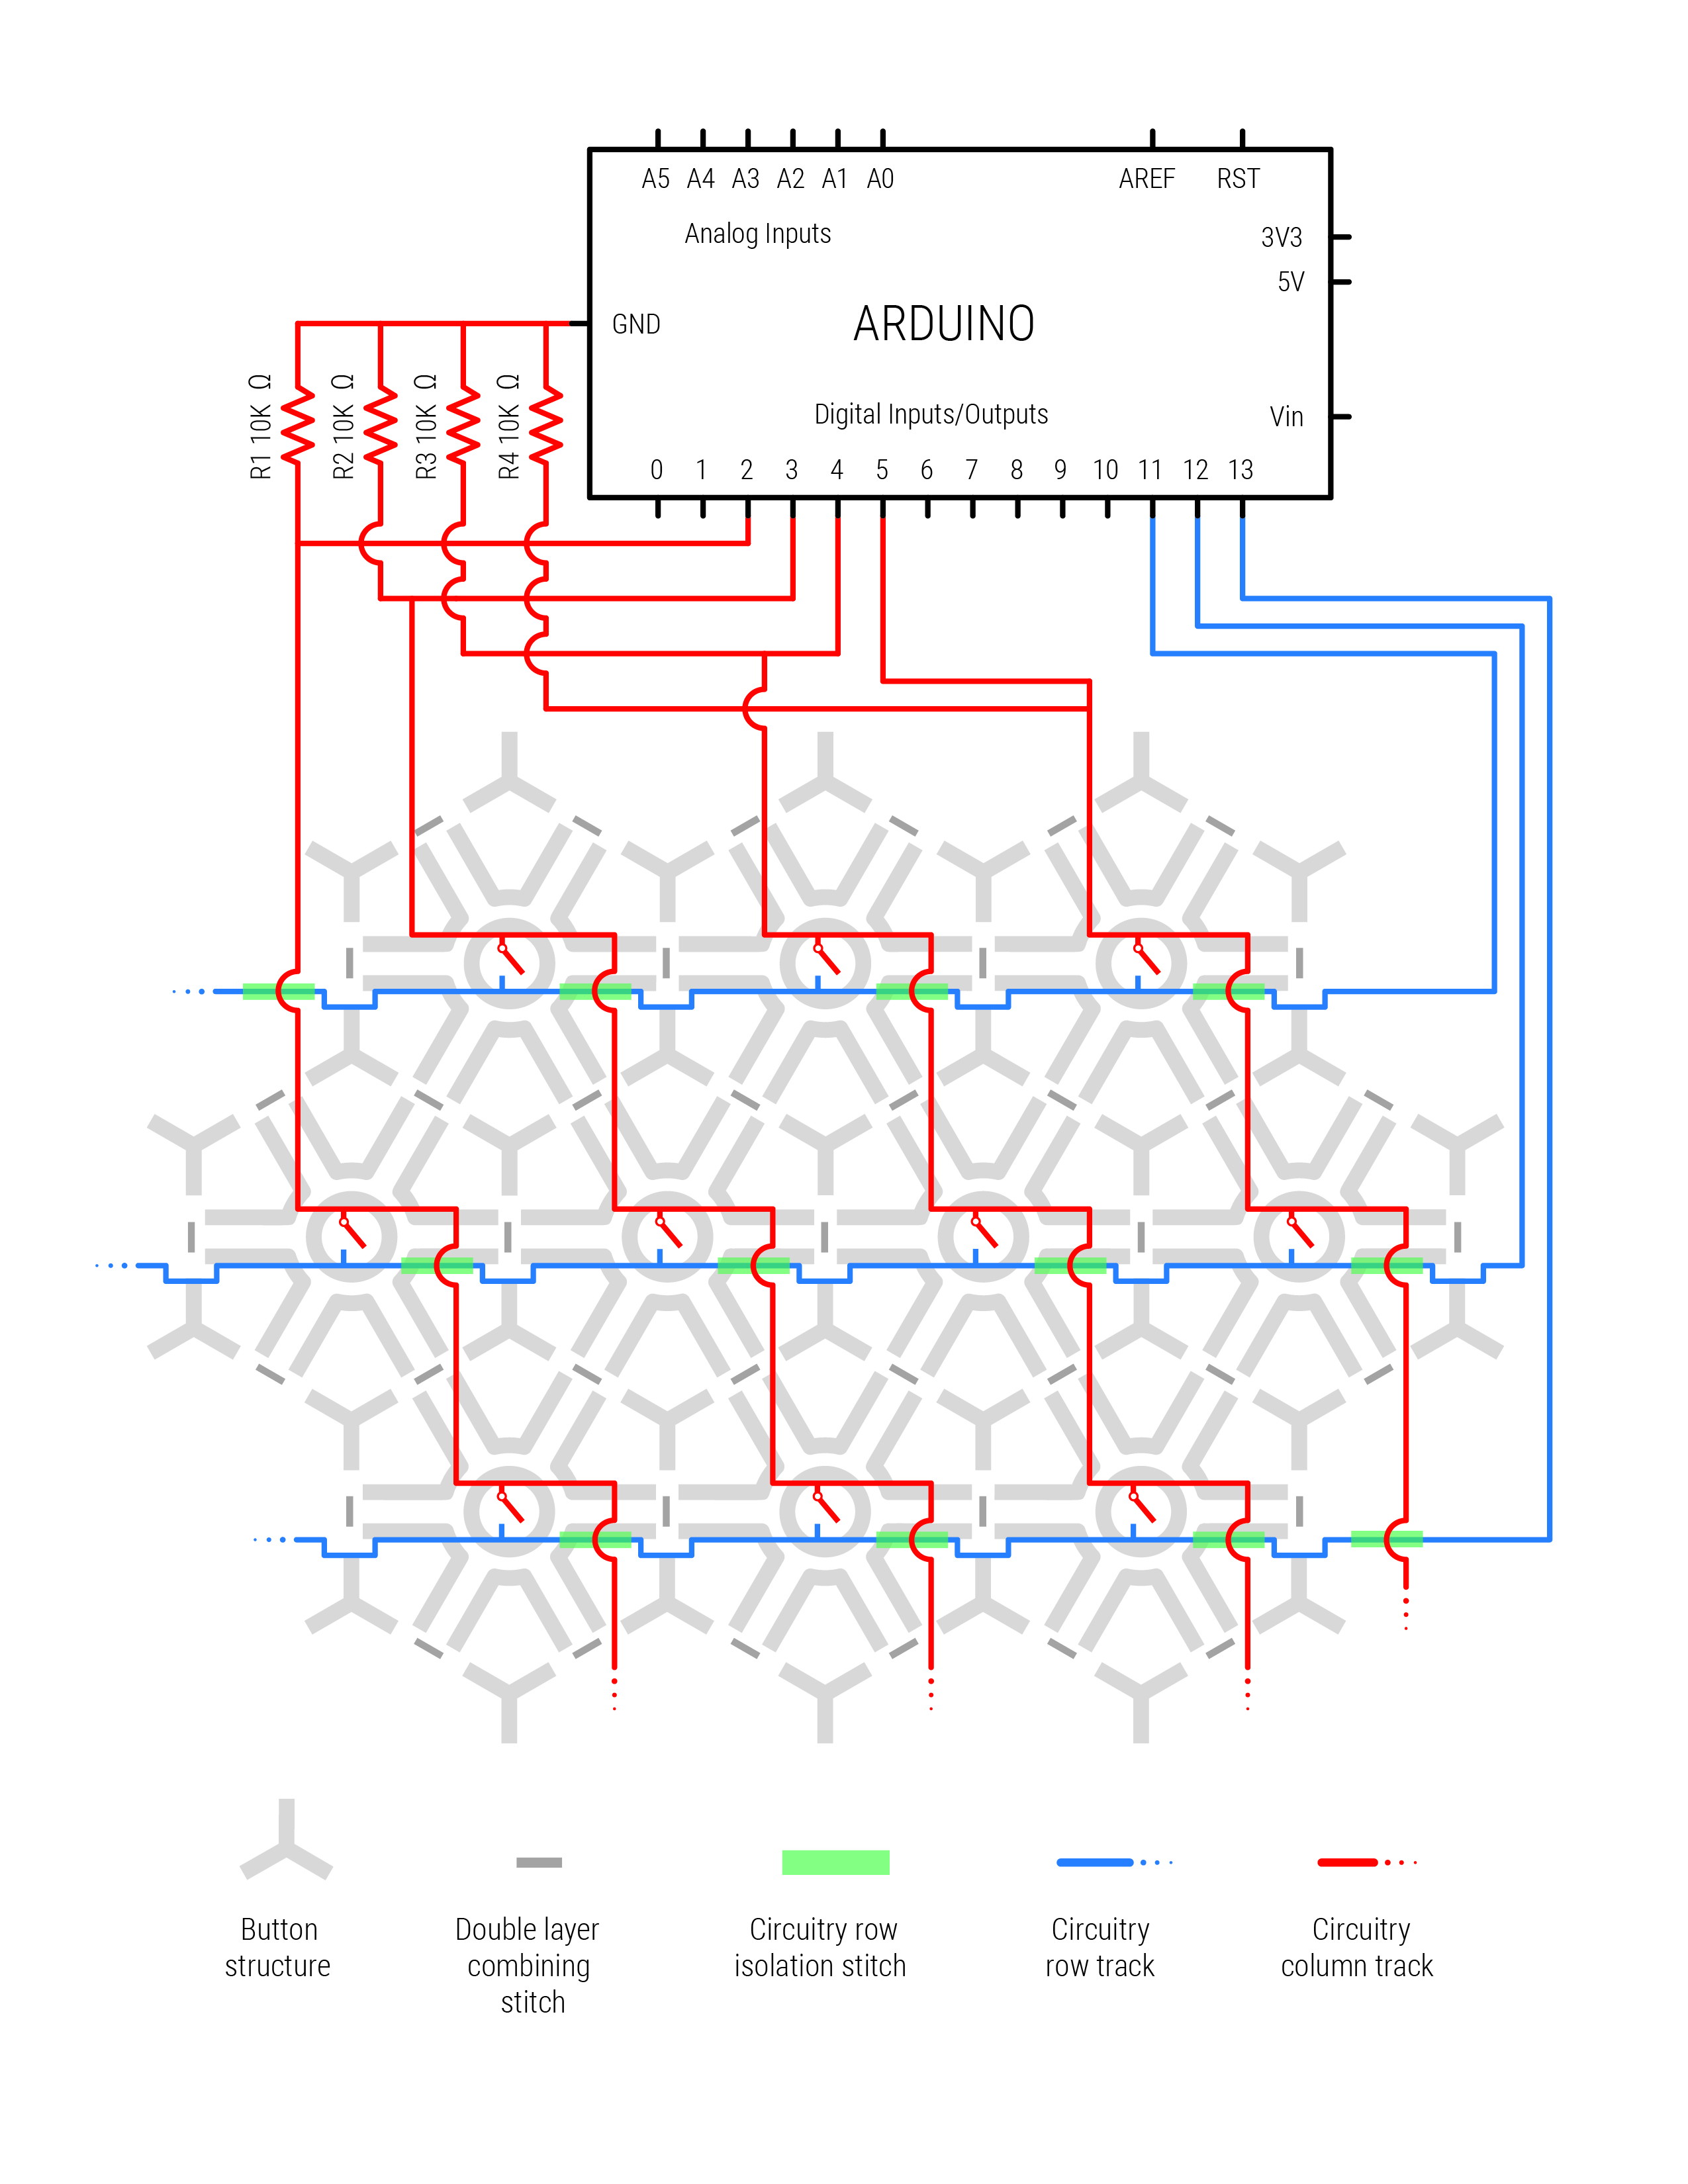 A5 A4 A3 A2 A1 A0 AREF RST
Analog Inputs
3V3
5V
GND
ARDUINO
R1 10K Ω
R2 10K Ω
R3 10K Ω
R4 10K Ω
Digital Inputs/Outputs
Vin
0 1 2 3 4 5 6 7 8 9 10 11 12 13
Button
structure
Double layer
combining
stitch
Circuitry row
isolation stitch
Circuitry
row track
Circuitry
column track